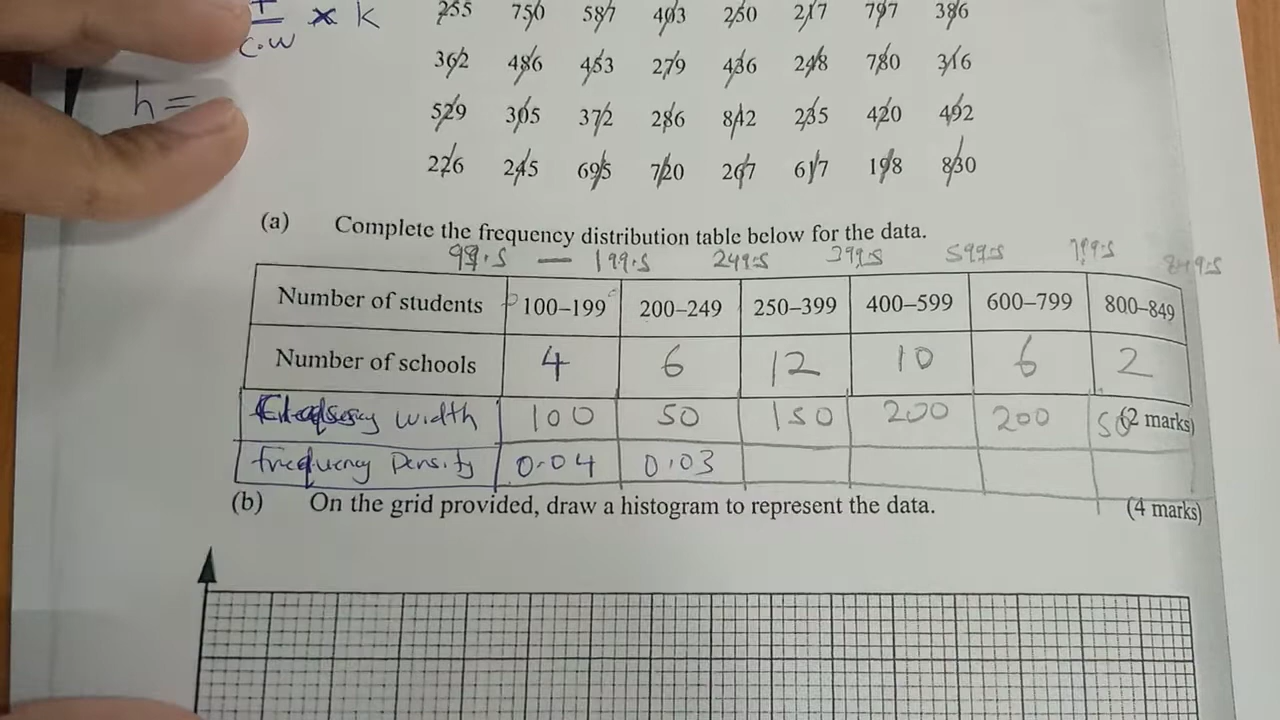 × k
c.w
h =
255 750 587 403 250 217 797 386
362 486 453 279 436 248 780 316
529 305 372 286 842 235 420 492
226 245 695 720 267 617 198 830
(a) Complete the frequency distribution table below for the data.
99.5 — 199.5 249.5 399.5 599.5 799.5 849.5
Number of students 100–199 200–249 250–399 400–599 600–799 800–849
Number of schools 4 6 12 10 6 2
width 100 50 150 200 200 50 (2 marks)
frequency Density 0.04 0.03
(b) On the grid provided, draw a histogram to represent the data. (4 marks)